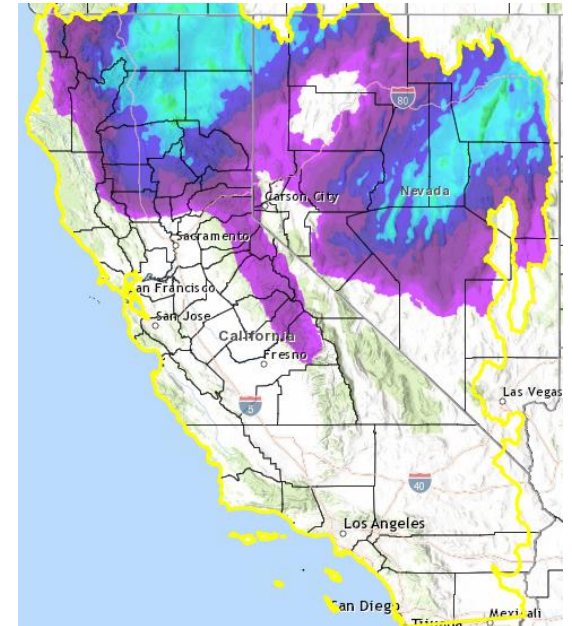 80
Carson City
Nevada
Sacramento
an Francisco
San Jose
California
Fresno
5
Las Vegas
40
Los Angeles
San Diego
Mexicali